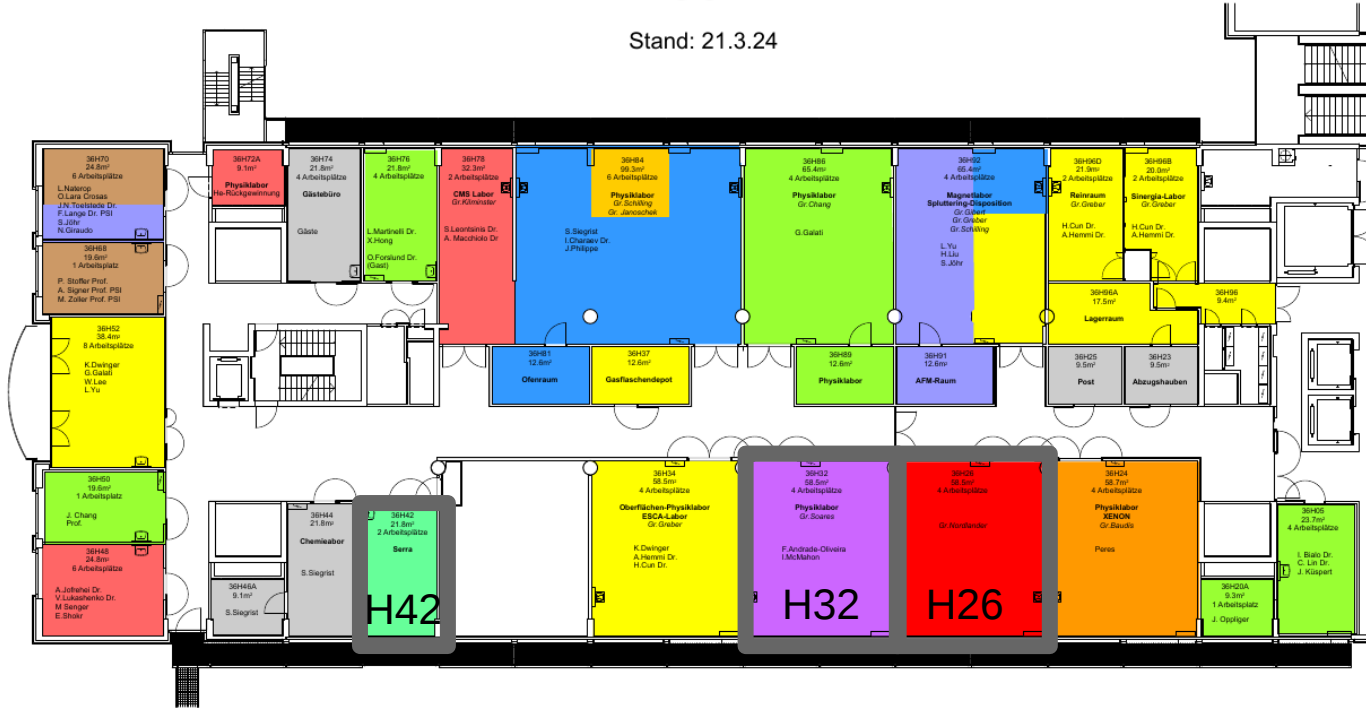 Stand: 21.3.24
36H70
24.8m²
6 Arbeitsplätze
L.Naterop
O.Lara Crosas
J.N.Toelstede Dr.
F.Lange Dr. PSI
S.Jöhr
N.Giraudo
36H72A
9.1m²
Physiklabor
He-Rückgewinnung
36H74
21.8m²
4 Arbeitsplätze
Gästebüro
Gäste
36H76
21.8m²
4 Arbeitsplätze
L.Martinelli Dr.
X.Hong
O.Forslund Dr.
(Gast)
36H78
32.3m²
2 Arbeitsplätze
CMS Labor
Gr.Kilminster
S.Leontsinis Dr.
A. Macchiolo Dr
36H84
99.3m²
6 Arbeitsplätze
Physiklabor
Gr.Schilling
Gr. Janoschek
S.Siegrist
I.Charaev Dr.
J.Philippe
36H86
65.4m²
4 Arbeitsplätze
Physiklabor
Gr.Chang
G.Galati
36H92
65.4m²
4 Arbeitsplätze
Magnetlabor
Spluttering-Disposition
Gr.Gibert
Gr.Greber
Gr.Schilling
L.Yu
H.Liu
S.Jöhr
36H96D
21.9m²
2 Arbeitsplätze
Reinraum
Gr.Greber
H.Cun Dr.
A.Hemmi Dr.
36H96B
20.0m²
2 Arbeitsplätze
Sinergia-Labor
Gr.Greber
H.Cun Dr.
A.Hemmi Dr.
36H68
19.6m²
1 Arbeitsplatz
P. Stoffer Prof.
A. Signer Prof. PSI
M. Zoller Prof. PSI
36H96A
17.5m²
Lagerraum
36H96
9.4m²
36H52
38.4m²
8 Arbeitsplätze
K.Dwinger
G.Galati
W.Lee
L.Yu
36H81
12.6m²
Ofenraum
36H37
12.6m²
Gasflaschendepot
36H89
12.6m²
Physiklabor
36H91
12.6m²
AFM-Raum
36H25
9.5m²
Post
36H23
9.5m²
Abzugshauben
36H50
19.6m²
1 Arbeitsplatz
J. Chang
Prof.
36H48
24.8m²
6 Arbeitsplätze
A.Jofrehei Dr.
V.Lukashenko Dr.
M Senger
E.Shokr
36H46A
9.1m²
S.Siegrist
36H44
21.8m²
Chemieabor
S.Siegrist
36H42
21.8m²
2 Arbeitsplätze
Serra
H42
36H34
58.5m²
4 Arbeitsplätze
Oberflächen-Physiklabor
ESCA-Labor
Gr.Greber
K.Dwinger
A.Hemmi Dr.
H.Cun Dr.
36H32
58.5m²
4 Arbeitsplätze
Physiklabor
Gr.Soares
F.Andrade-Oliveira
I.McMahon
H32
36H26
58.8m²
4 Arbeitsplätze
Gr.Nordlander
H26
36H24
58.7m²
4 Arbeitsplätze
Physiklabor
XENON
Gr.Baudis
Peres
36H20A
9.3m²
1 Arbeitsplatz
J. Oppliger
36H05
23.7m²
4 Arbeitsplätze
I. Bialo Dr.
C. Lin Dr.
J. Küspert